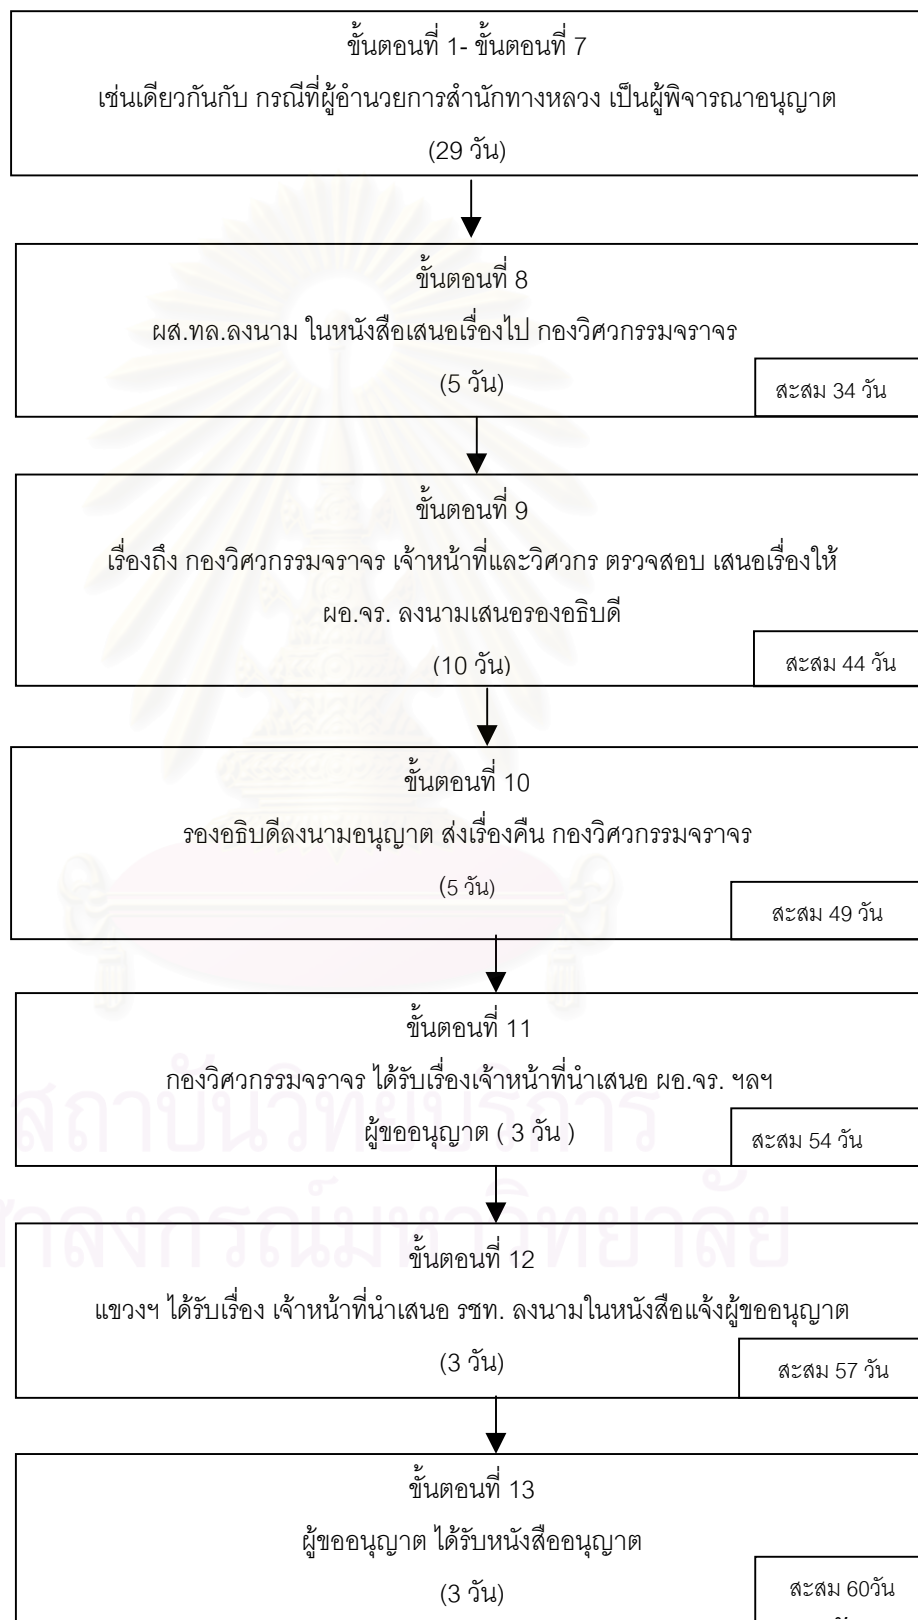 ขั้นตอนที่ 1- ขั้นตอนที่ 7
เช่นเดียวกันกับ กรณีที่ผู้อำนวยการสำนักทางหลวง เป็นผู้พิจารณาอนุญาต
(29 วัน)
ขั้นตอนที่ 8
ผส.ทล.ลงนาม ในหนังสือเสนอเรื่องไป กองวิศวกรรมจราจร
(5 วัน)
สะสม 34 วัน
ขั้นตอนที่ 9
เรื่องถึง กองวิศวกรรมจราจร เจ้าหน้าที่และวิศวกร ตรวจสอบ เสนอเรื่องให้
ผอ.จร. ลงนามเสนอรองอธิบดี
(10 วัน)
สะสม 44 วัน
ขั้นตอนที่ 10
รองอธิบดีลงนามอนุญาต ส่งเรื่องคืน กองวิศวกรรมจราจร
(5 วัน)
สะสม 49 วัน
ขั้นตอนที่ 11
กองวิศวกรรมจราจร ได้รับเรื่องเจ้าหน้าที่นำเสนอ ผอ.จร. ฯลฯ
ผู้ขออนุญาต ( 3 วัน )
สะสม 54 วัน
สถาบันวิทยบริการ
ขั้นตอนที่ 12
แขวงฯ ได้รับเรื่อง เจ้าหน้าที่นำเสนอ รชท. ลงนามในหนังสือแจ้งผู้ขออนุญาต
(3 วัน)
สะสม 57 วัน
ขั้นตอนที่ 13
ผู้ขออนุญาต ได้รับหนังสืออนุญาต
(3 วัน)
สะสม 60วัน